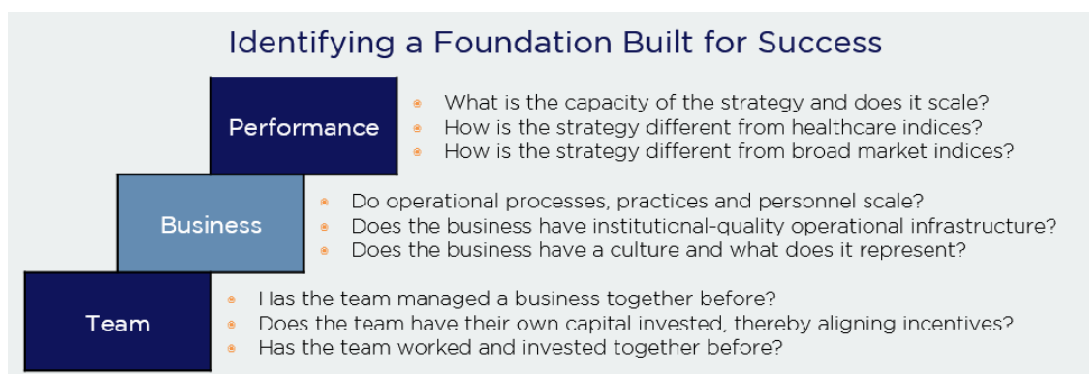 Identifying a Foundation Built for Success
Performance
What is the capacity of the strategy and does it scale?
How is the strategy different from healthcare indices?
How is the strategy different from broad market indices?
Business
Do operational processes, practices and personnel scale?
Does the business have institutional-quality operational infrastructure?
Does the business have a culture and what does it represent?
Team
Has the team managed a business together before?
Does the team have their own capital invested, thereby aligning incentives?
Has the team worked and invested together before?